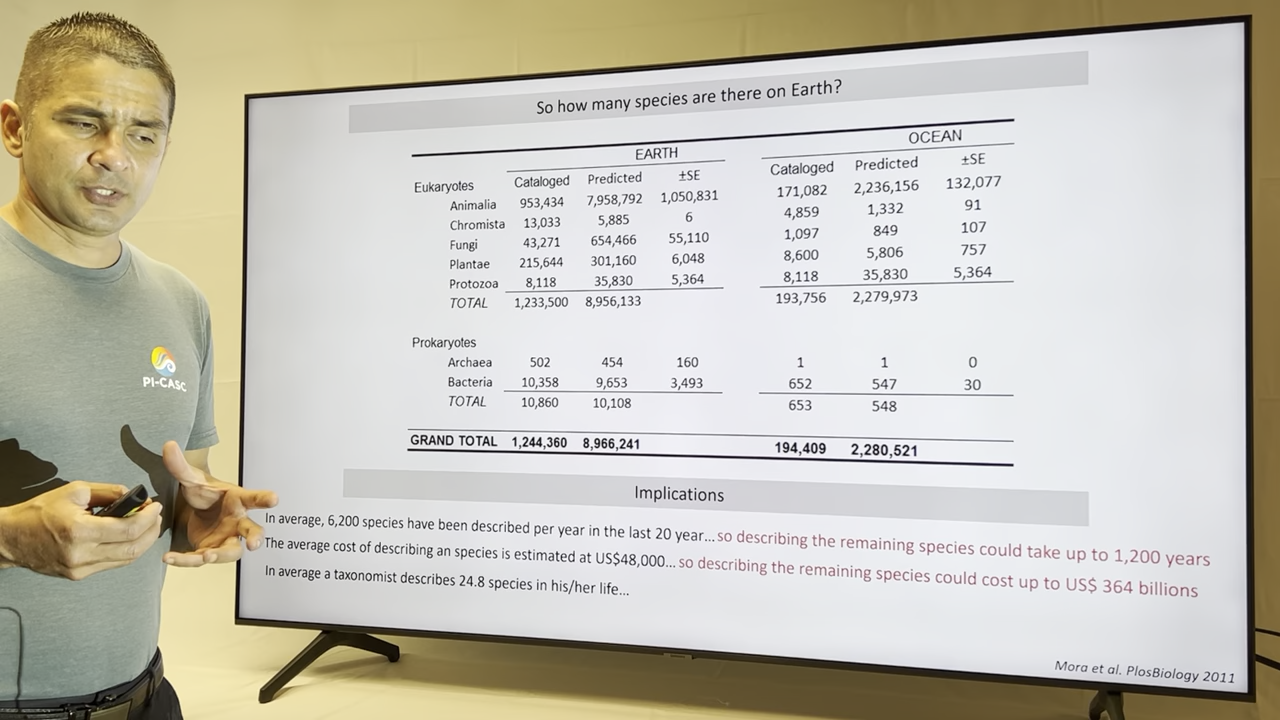 So how many species are there on Earth?
EARTH OCEAN
Eukaryotes Cataloged Predicted ±SE Cataloged Predicted ±SE
Animalia 953,434 7,958,792 1,050,831 171,082 2,236,156 132,077
Chromista 13,033 5,885 6 4,859 1,332 91
Fungi 43,271 654,466 55,110 1,097 849 107
Plantae 215,644 301,160 6,048 8,600 5,806 757
Protozoa 8,118 35,830 5,364 8,118 35,830 5,364
TOTAL 1,233,500 8,956,133 193,756 2,279,973
Prokaryotes
Archaea 502 454 160 1 1 0
Bacteria 10,358 9,653 3,493 652 547 30
TOTAL 10,860 10,108 653 548
GRAND TOTAL 1,244,360 8,966,241 194,409 2,280,521
Implications
In average, 6,200 species have been described per year in the last 20 year...so describing the remaining species could take up to 1,200 years
The average cost of describing an species is estimated at US$48,000... so describing the remaining species could cost up to US$ 364 billions
In average a taxonomist describes 24.8 species in his/her life...
Mora et al. PlosBiology 2011
PI-CASC